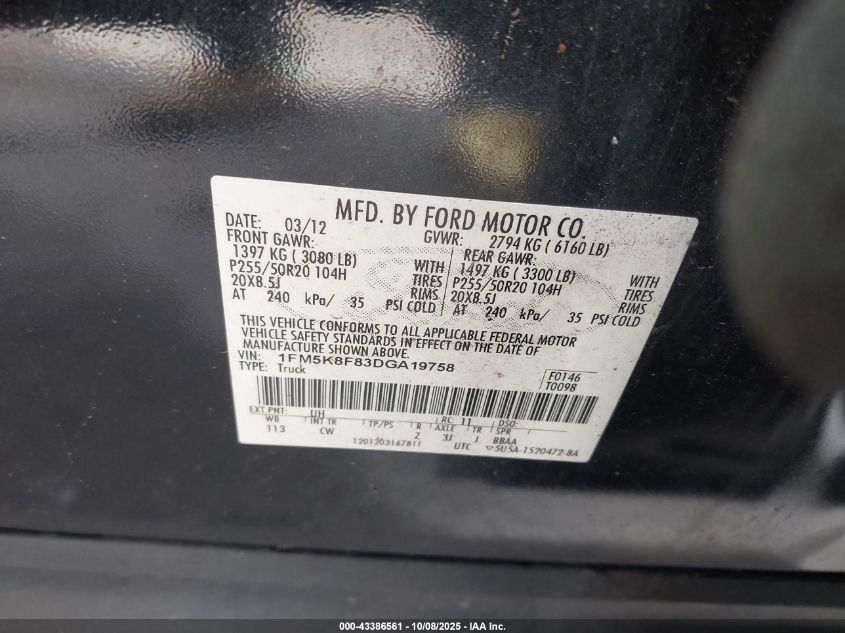 MFD. BY FORD MOTOR CO.
DATE: 03/12 GVWR: 2794 KG ( 6160 LB)
FRONT GAWR: REAR GAWR:
1397 KG ( 3080 LB) WITH 1497 KG ( 3300 LB) WITH
P255/50R20 104H TIRES P255/50R20 104H TIRES
20X8.5J RIMS 20X8.5J RIMS
AT 240 kPa/ 35 PSI COLD AT 240 kPa/ 35 PSI COLD
THIS VEHICLE CONFORMS TO ALL APPLICABLE FEDERAL MOTOR
VEHICLE SAFETY STANDARDS IN EFFECT ON THE DATE OF
MANUFACTURE SHOWN ABOVE.
VIN: 1FM5K8F83DGA19758
TYPE: Truck
F0146
T0098
EXT PNT: UH RC: 11 DSO:
WB INT TR TP/PS R AXLE TR SPR
113 CW Z 3J J BBAA
1201203167811 UTC ▽5U5A-1520472-BA
000-43386561 - 10/08/2025 - IAA Inc.